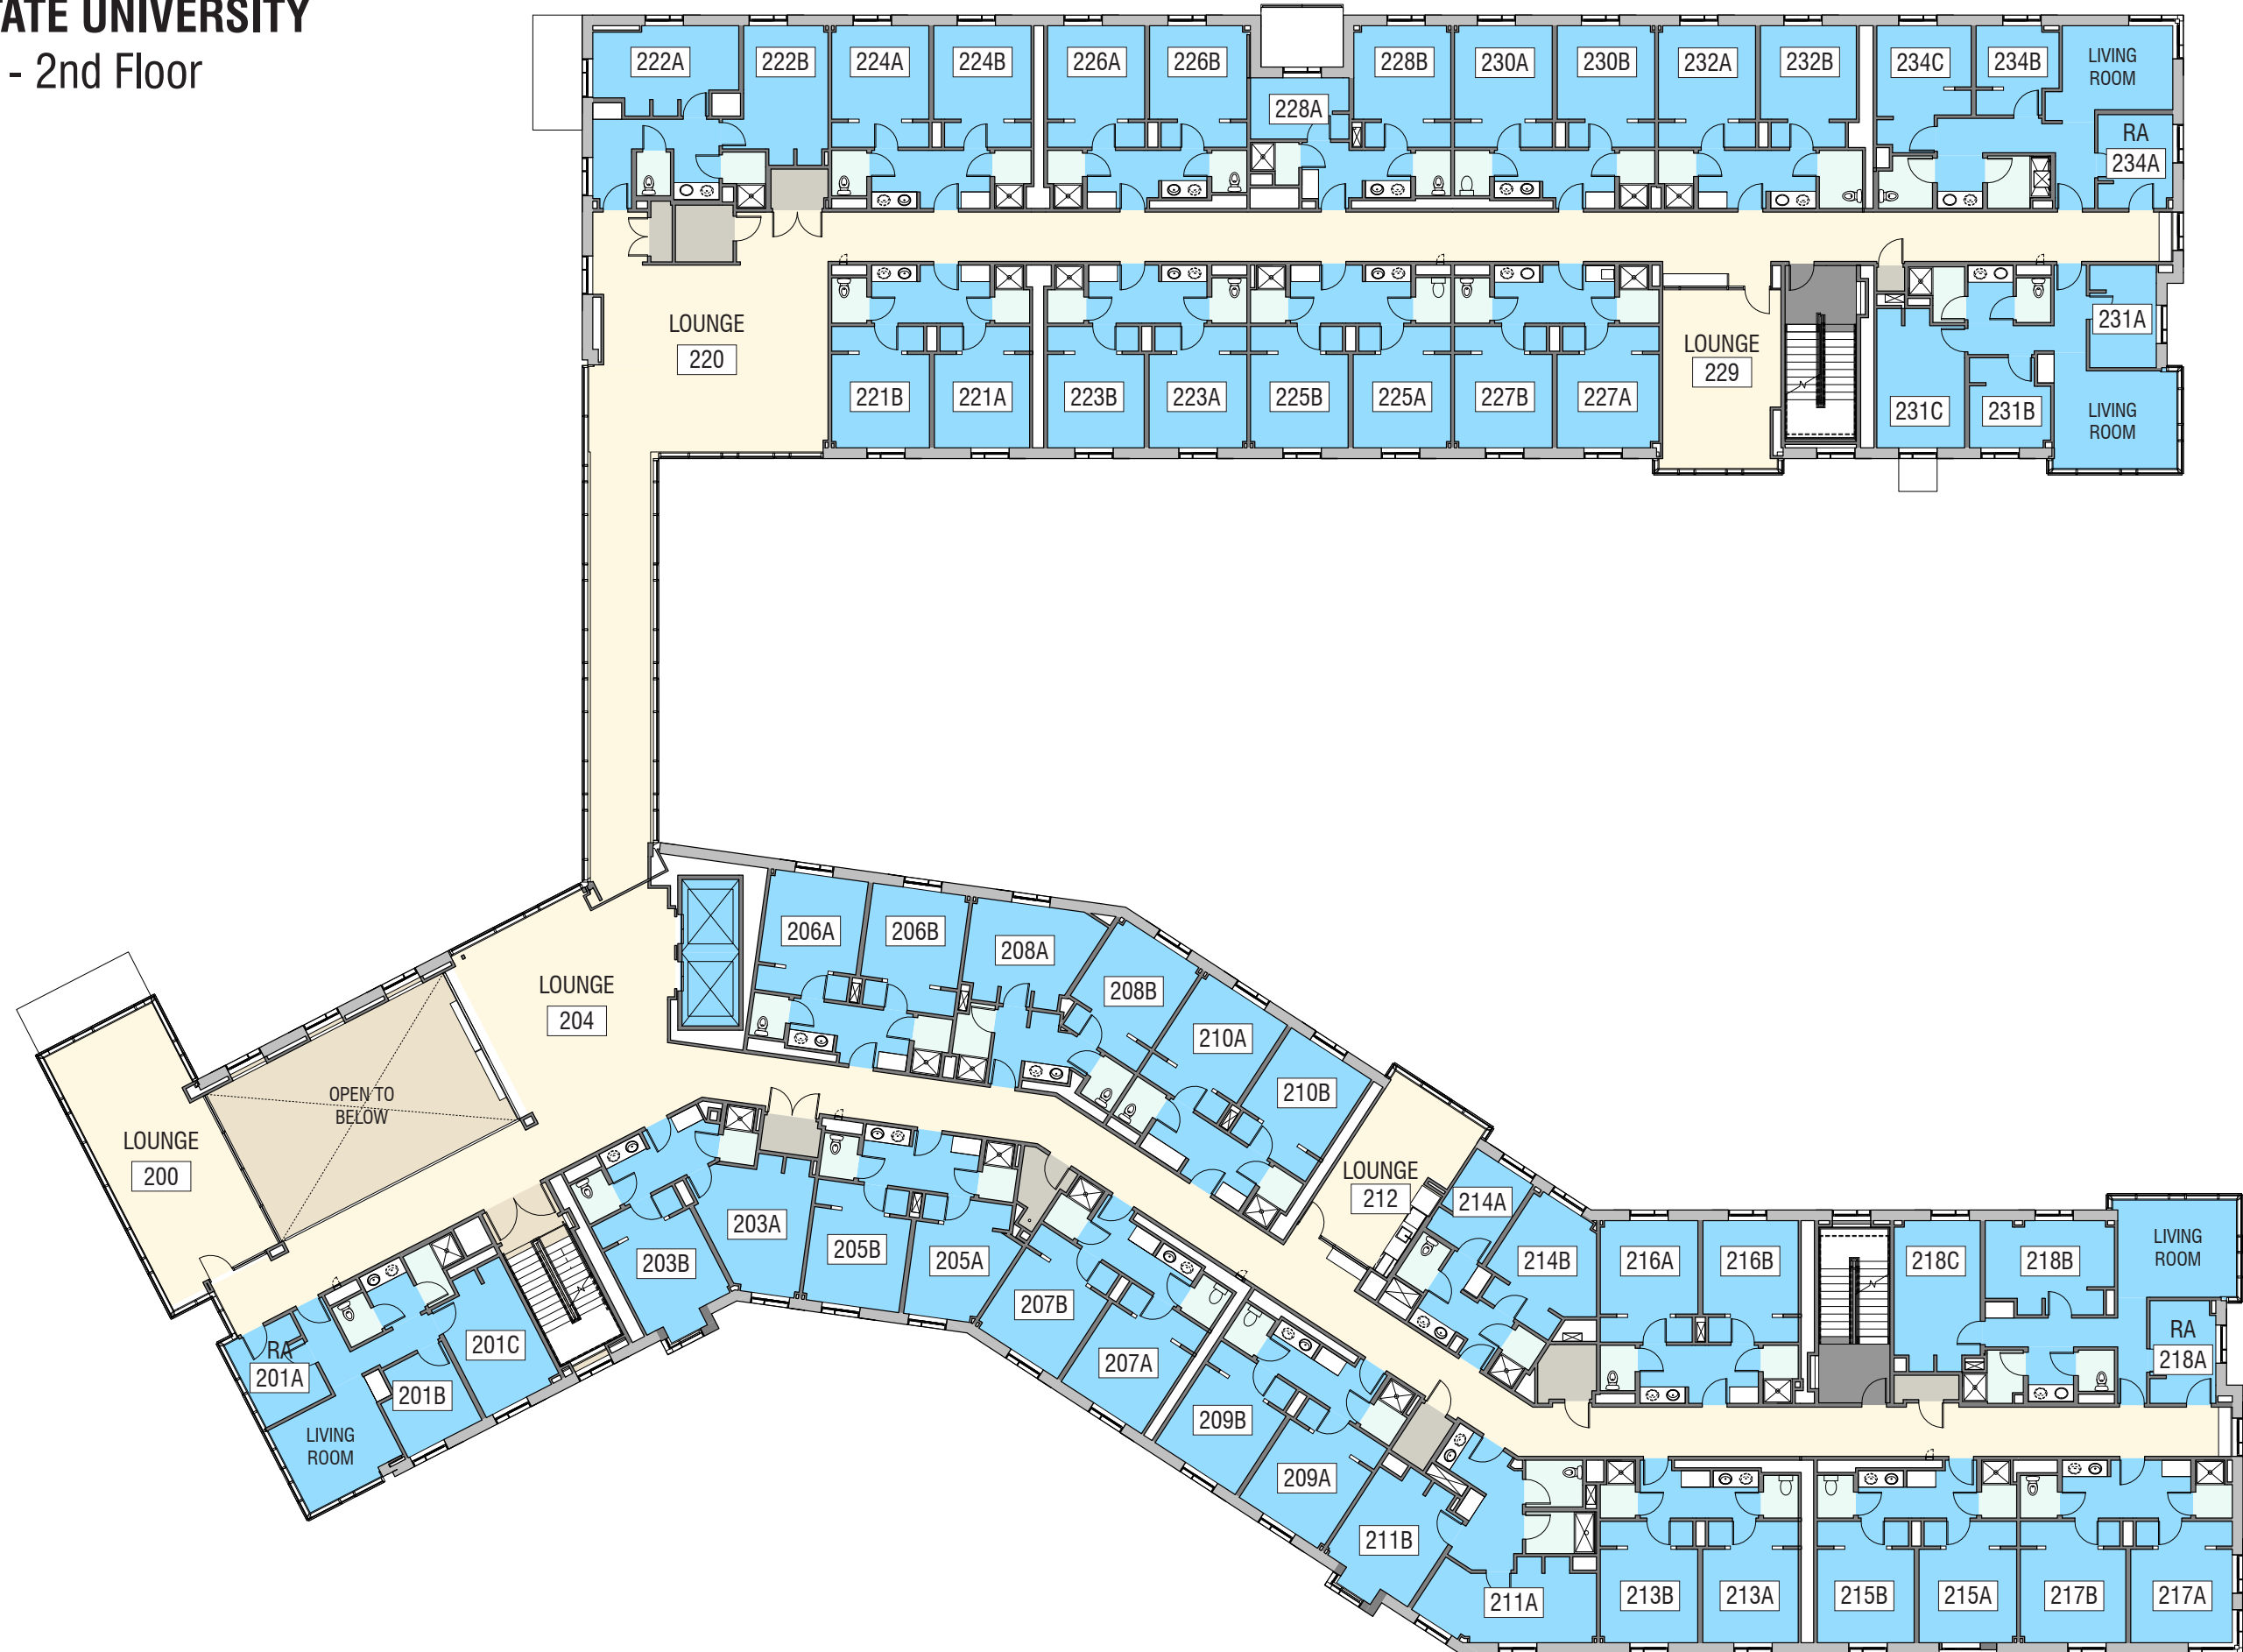 TATE UNIVERSITY
- 2nd Floor
222A
222B
224A
224B
226A
226B
228A
228B
230A
230B
232A
232B
234C
234B
LIVING
ROOM
RA
234A
LOUNGE
220
221B
221A
223B
223A
225B
225A
227B
227A
LOUNGE
229
231C
231B
231A
LIVING
ROOM
206A
206B
208A
208B
210A
210B
LOUNGE
204
OPEN TO
BELOW
LOUNGE
200
LOUNGE
212
214A
214B
216A
216B
218C
218B
LIVING
ROOM
RA
218A
203B
203A
205B
205A
207B
207A
209B
209A
211B
211A
213B
213A
215B
215A
217B
217A
RA
201A
201B
201C
LIVING
ROOM